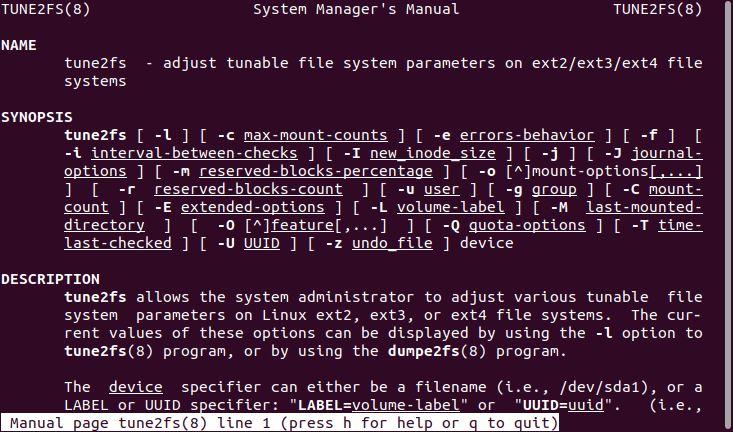 TUNE2FS(8) System Manager's Manual TUNE2FS(8)
NAME
tune2fs - adjust tunable file system parameters on ext2/ext3/ext4 file
systems
SYNOPSIS
tune2fs [ -l ] [ -c max-mount-counts ] [ -e errors-behavior ] [ -f ] [
-i interval-between-checks ] [ -I new_inode_size ] [ -j ] [ -J journal-
options ] [ -m reserved-blocks-percentage ] [ -o [^]mount-options[,...]
] [ -r reserved-blocks-count ] [ -u user ] [ -g group ] [ -C mount-
count ] [ -E extended-options ] [ -L volume-label ] [ -M last-mounted-
directory ] [ -O [^]feature[,...] ] [ -Q quota-options ] [ -T time-
last-checked ] [ -U UUID ] [ -z undo_file ] device
DESCRIPTION
tune2fs allows the system administrator to adjust various tunable file
system parameters on Linux ext2, ext3, or ext4 file systems. The cur-
rent values of these options can be displayed by using the -l option to
tune2fs(8) program, or by using the dumpe2fs(8) program.
The device specifier can either be a filename (i.e., /dev/sda1), or a
LABEL or UUID specifier: "LABEL=volume-label" or "UUID=uuid". (i.e.,
Manual page tune2fs(8) line 1 (press h for help or q to quit)